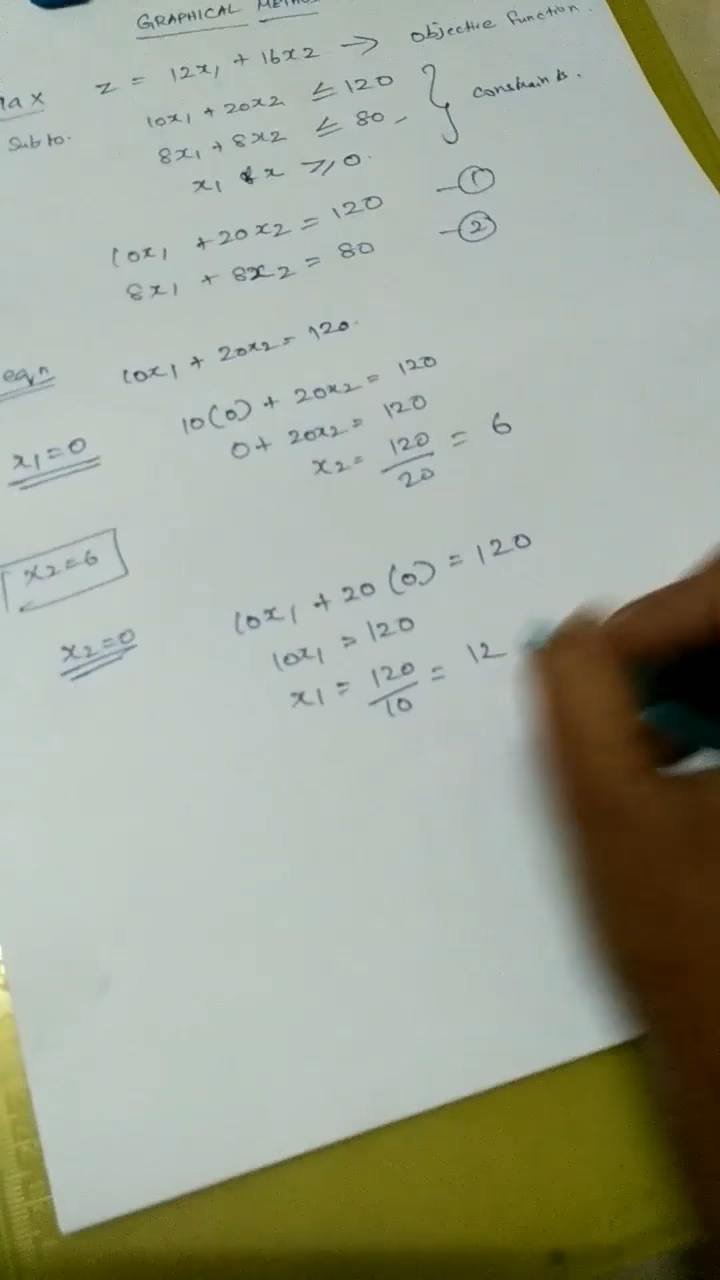 GRAPHICAL
Max z = 12x1 + 16x2 → objective function.
Sub to. 10x1 + 20x2 ≤ 120
8x1 + 8x2 ≤ 80 } constraints.
x1 & x ≥ 0.
10x1 + 20x2 = 120 —①
8x1 + 8x2 = 80 —②
eqn 10x1 + 20x2 = 120.
x1=0 10(0) + 20x2 = 120
0 + 20x2 = 120
x2 = 120/20 = 6
x2=6
x2=0 10x1 + 20(0) = 120
10x1 = 120
x1 = 120/10 = 12